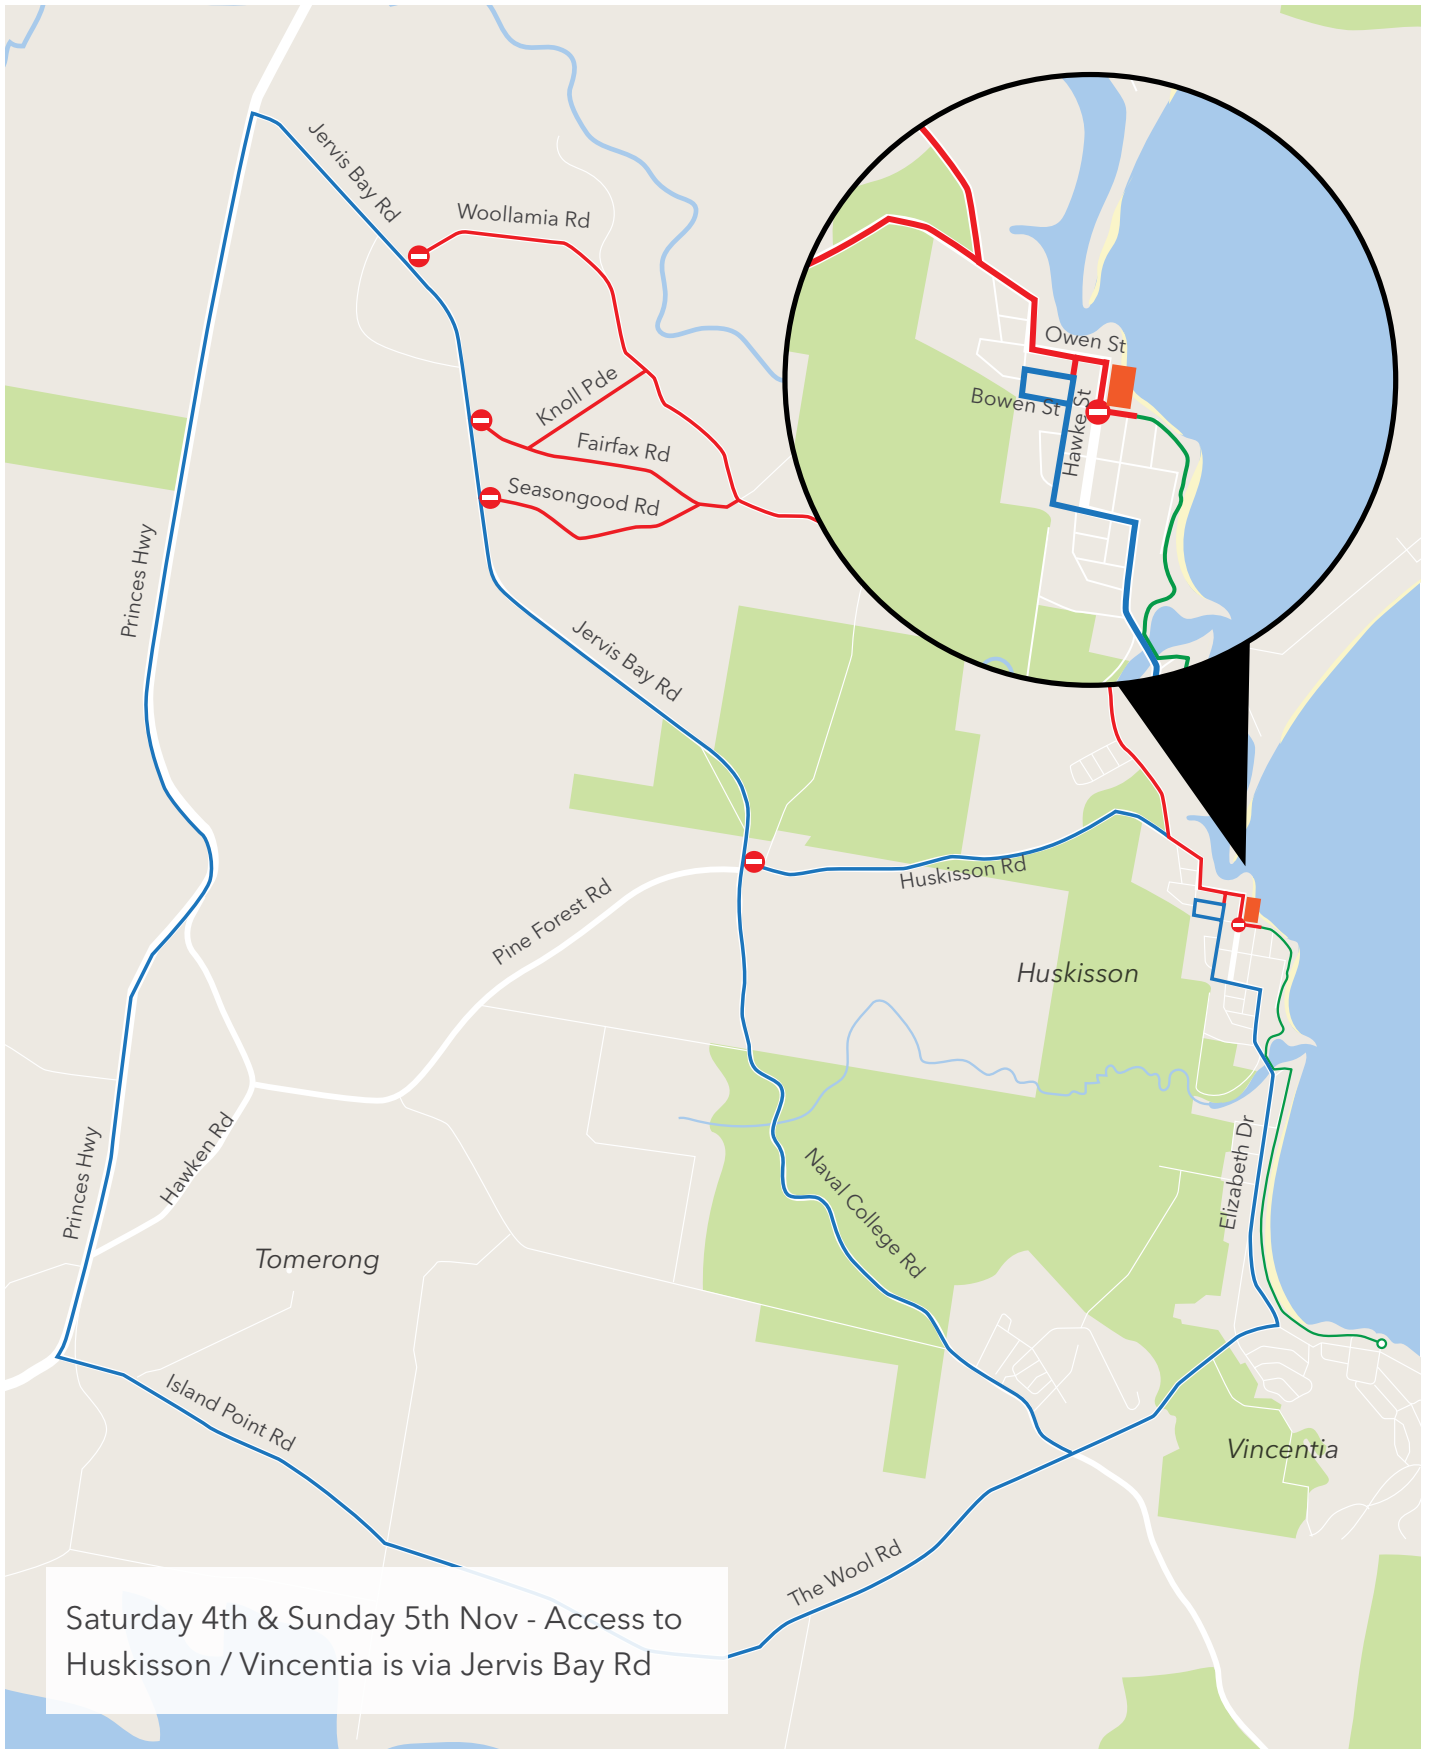 Jervis Bay Rd
Woollamia Rd
Owen St
Knoll Pde
Bowen St
Hawke St
Fairfax Rd
Seasongood Rd
Princes Hwy
Jervis Bay Rd
Huskisson Rd
Pine Forest Rd
Huskisson
Princes Hwy
Hawken Rd
Elizabeth Dr
Naval College Rd
Tomerong
Island Point Rd
Vincentia
The Wool Rd
Saturday 4th & Sunday 5th Nov - Access to
Huskisson / Vincentia is via Jervis Bay Rd